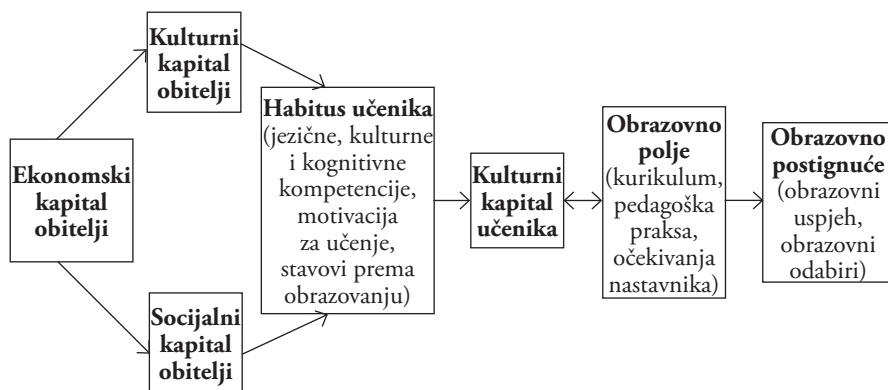 Kulturni
kapital
obitelji
Ekonomski
kapital
obitelji
Socijalni
kapital
obitelji
Habitus učenika
(jezične, kulturne
i kognitivne
kompetencije,
motivacija
za učenje,
stavovi prema
obrazovanju)
Kulturni
kapital
učenika
Obrazovno
polje
(kurikulum,
pedagoška
praksa,
očekivanja
nastavnika)
Obrazovno
postignuće
(obrazovni
uspjeh,
obrazovni
odabiri)